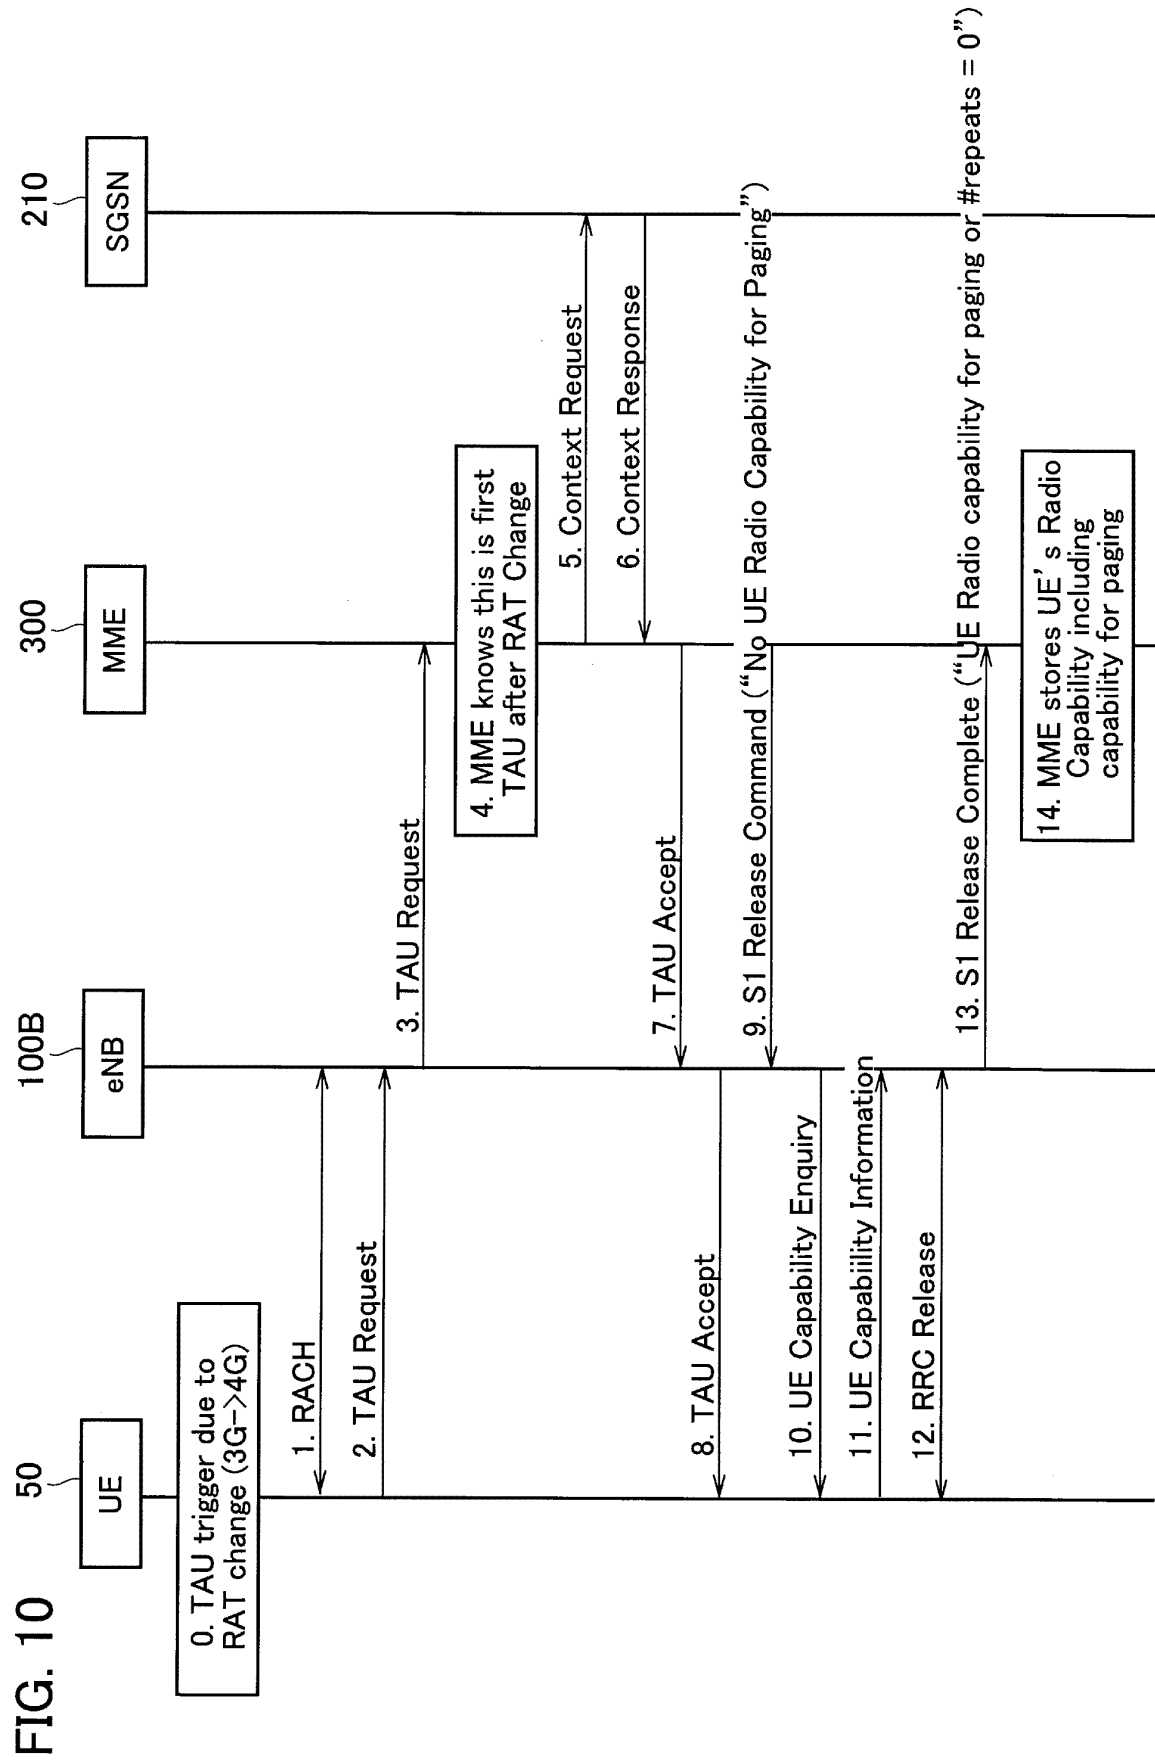 FIG. 10
50
100B
300
210
UE
eNB
MME
SGSN
0. TAU trigger due to
RAT change (3G->4G)
1. RACH
2. TAU Request
3. TAU Request
4. MME knows this is first
TAU after RAT Change
5. Context Request
6. Context Response
7. TAU Accept
8. TAU Accept
9. S1 Release Command (“No UE Radio Capability for Paging”)
10. UE Capability Enquiry
11. UE Capabiility Information
12. RRC Release
13. S1 Release Complete (“UE Radio capability for paging or #repeats = 0”)
14. MME stores UE’s Radio
Capability including
capability for paging